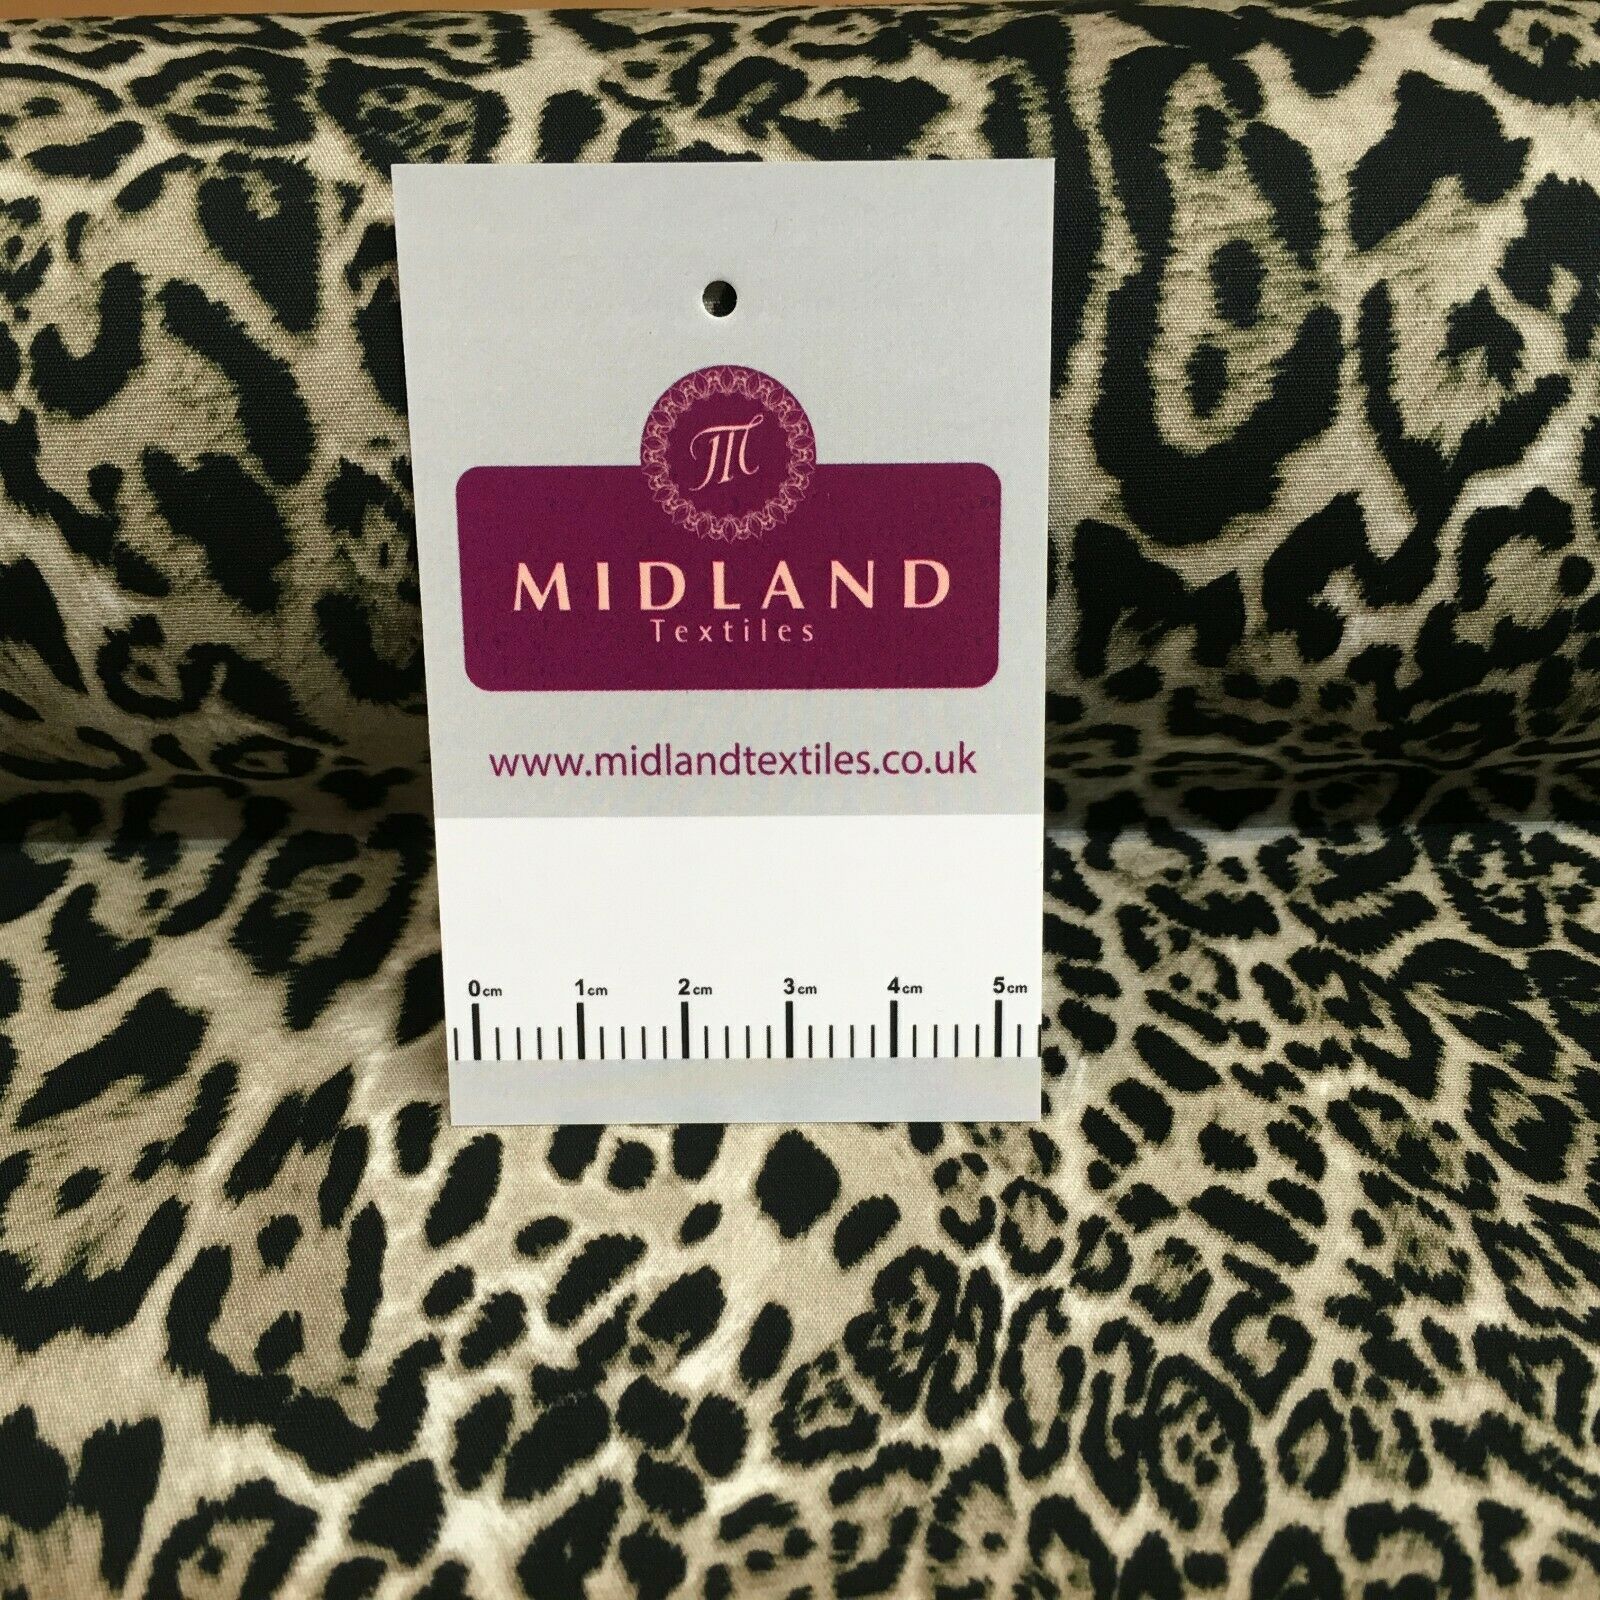 M
MIDLAND
Textiles
www.midlandtextiles.co.uk
0cm 1cm 2cm 3cm 4cm 5cm